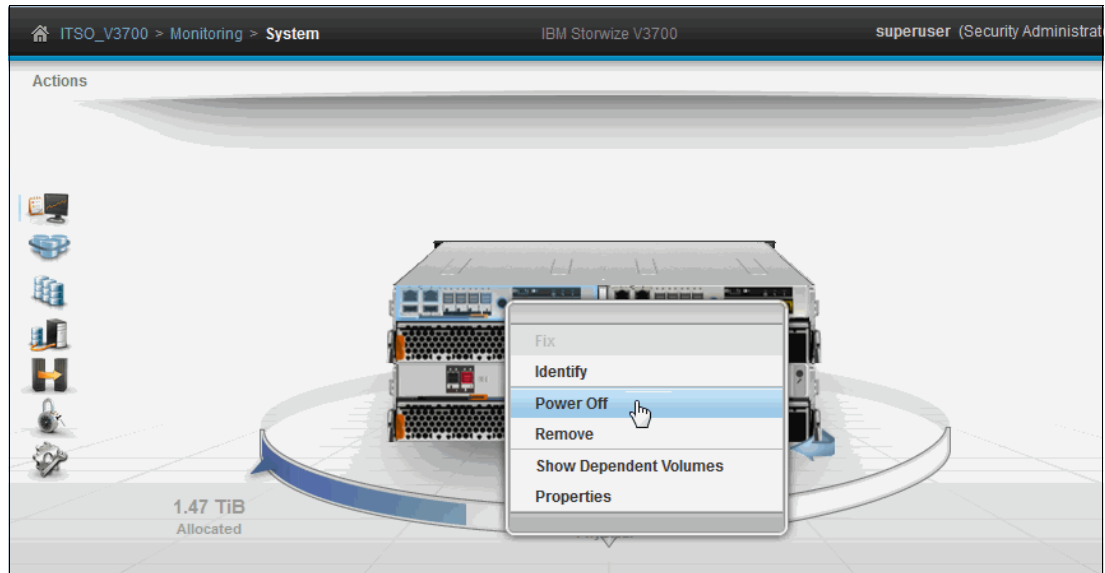 ITSO_V3700 > Monitoring > System
IBM Storwize V3700
superuser (Security Administrat
Actions
Fix
Identify
Power Off
Remove
Show Dependent Volumes
Properties
1.47 TiB
Allocated